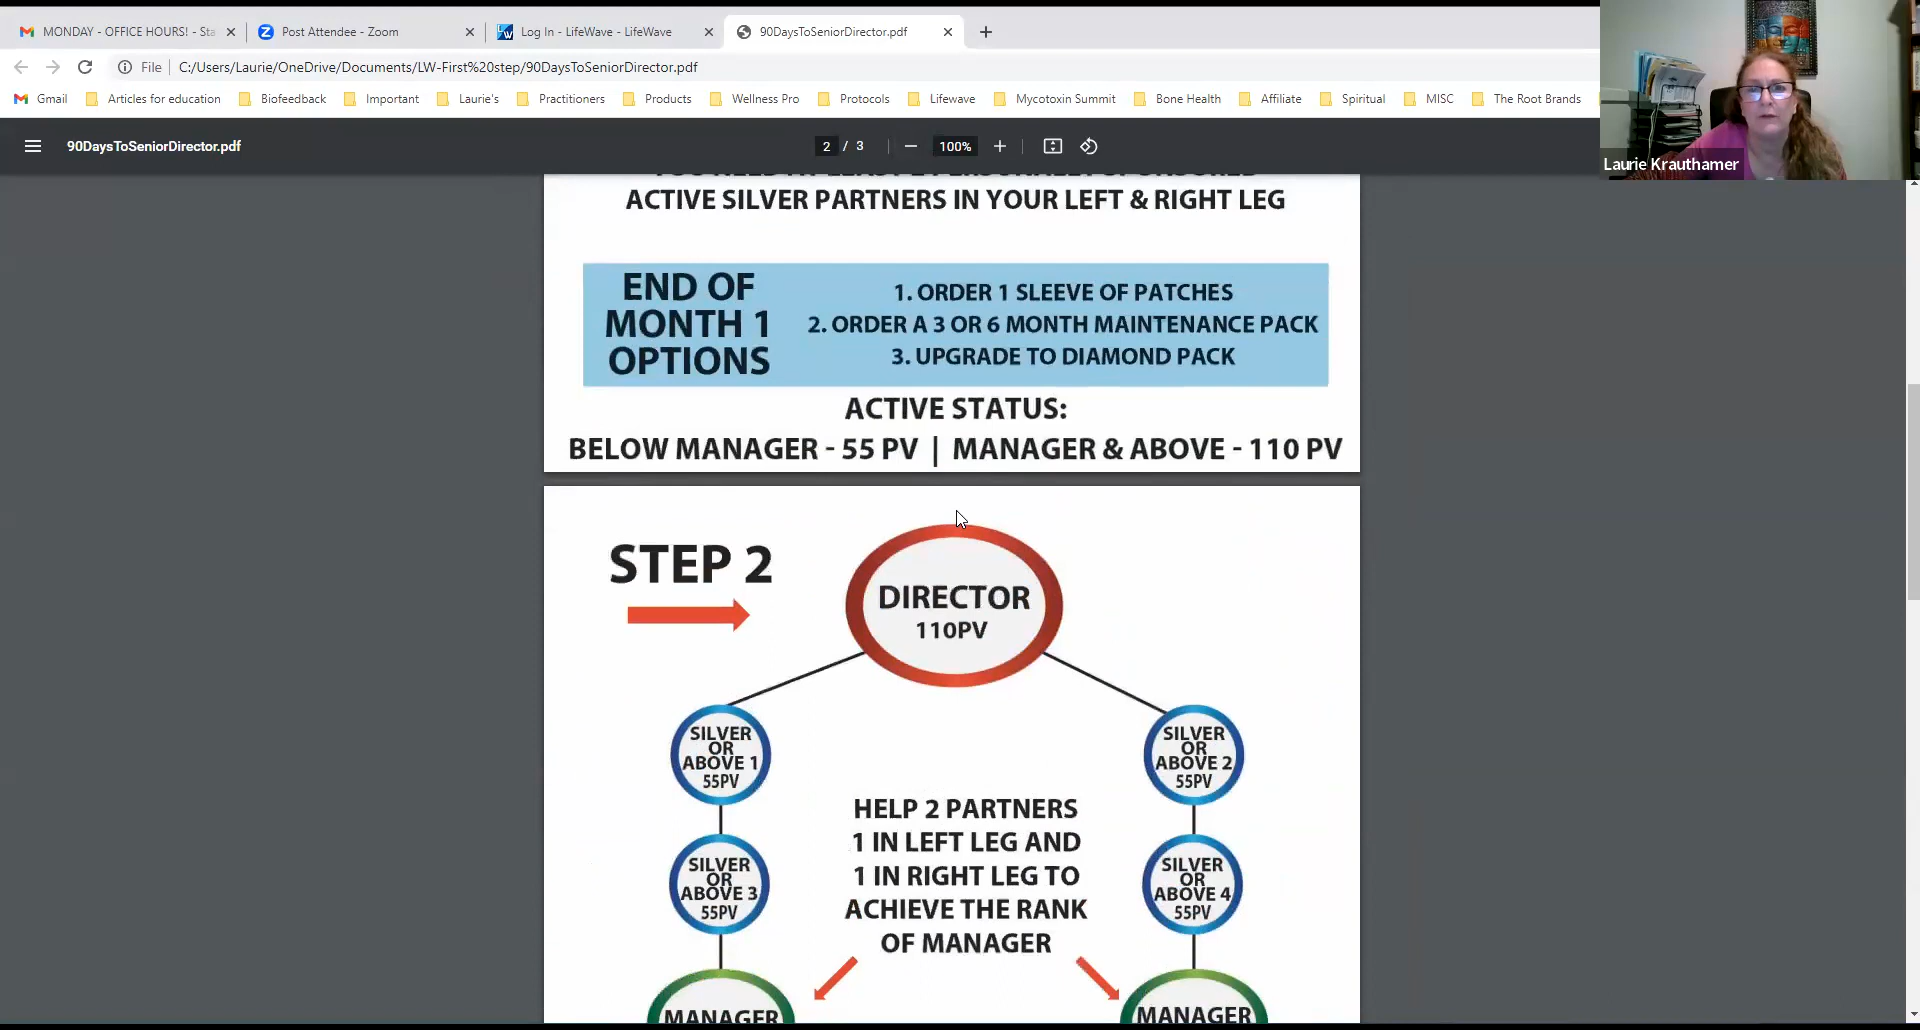 MONDAY - OFFICE HOURS! - Sta
Post Attendee - Zoom
Log In - LifeWave - LifeWave
90DaysToSeniorDirector.pdf
File
C:/Users/Laurie/OneDrive/Documents/LW-First%20step/90DaysToSeniorDirector.pdf
Gmail
Articles for education
Biofeedback
Important
Laurie's
Practitioners
Products
Wellness Pro
Protocols
Lifewave
Mycotoxin Summit
Bone Health
Affiliate
Spiritual
MISC
The Root Brands
90DaysToSeniorDirector.pdf
2 / 3
100%
Laurie Krauthamer
ACTIVE SILVER PARTNERS IN YOUR LEFT & RIGHT LEG
END OF
MONTH 1
OPTIONS
1. ORDER 1 SLEEVE OF PATCHES
2. ORDER A 3 OR 6 MONTH MAINTENANCE PACK
3. UPGRADE TO DIAMOND PACK
ACTIVE STATUS:
BELOW MANAGER - 55 PV | MANAGER & ABOVE - 110 PV
STEP 2
DIRECTOR
110PV
SILVER
OR
ABOVE 1
55PV
SILVER
OR
ABOVE 2
55PV
HELP 2 PARTNERS
1 IN LEFT LEG AND
1 IN RIGHT LEG TO
ACHIEVE THE RANK
OF MANAGER
SILVER
OR
ABOVE 3
55PV
SILVER
OR
ABOVE 4
55PV
MANAGER
MANAGER